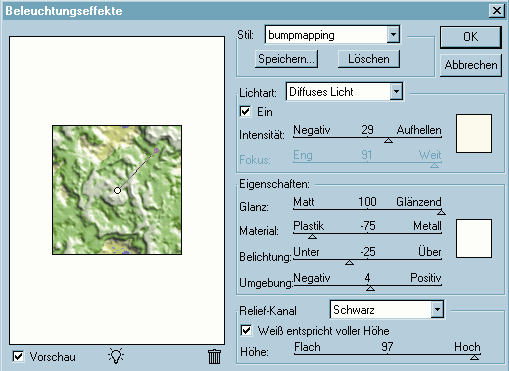 Beleuchtungseffekte
Stil: bumpmapping
OK
Speichern... Löschen
Abbrechen
Lichtart: Diffuses Licht
Ein
Intensität: Negativ 29 Aufhellen
Fokus: Eng 91 Weit
Eigenschaften:
Glanz: Matt 100 Glänzend
Material: Plastik -75 Metall
Belichtung: Unter -25 Über
Umgebung: Negativ 4 Positiv
Relief-Kanal Schwarz
Weiß entspricht voller Höhe
Höhe: Flach 97 Hoch
Vorschau